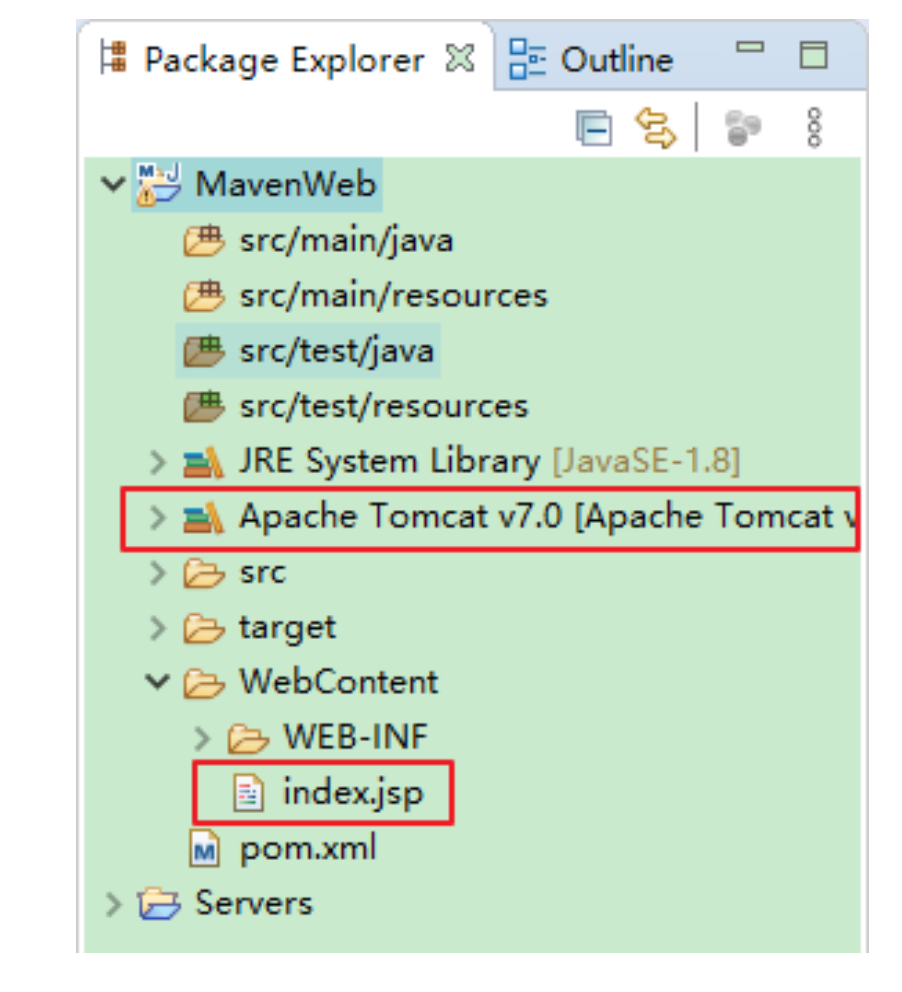 Package Explorer Outline
MavenWeb
src/main/java
src/main/resources
src/test/java
src/test/resources
JRE System Library [JavaSE-1.8]
Apache Tomcat v7.0 [Apache Tomcat v
src
target
WebContent
WEB-INF
index.jsp
pom.xml
Servers